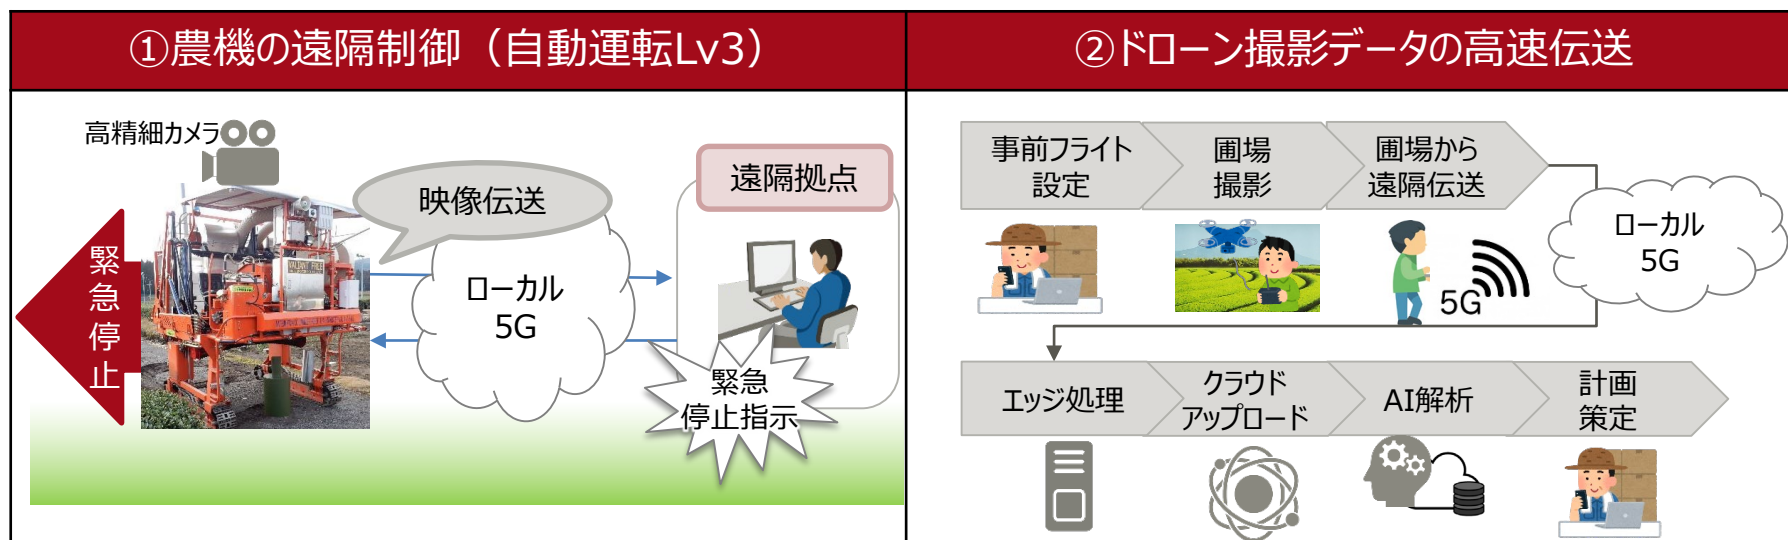 ①農機の遠隔制御（自動運転Lv3）
高精細カメラ
映像伝送
遠隔拠点
緊急停止
ローカル
5G
緊急
停止指示
②ドローン撮影データの高速伝送
事前フライト
設定
圃場
撮影
圃場から
遠隔伝送
5G
ローカル
5G
エッジ処理
クラウド
アップロード
AI解析
計画
策定